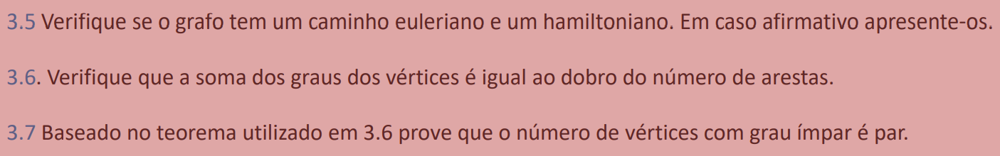 3.5 Verifique se o grafo tem um caminho euleriano e um hamiltoniano. Em caso afirmativo apresente-os.
3.6. Verifique que a soma dos graus dos vértices é igual ao dobro do número de arestas.
3.7 Baseado no teorema utilizado em 3.6 prove que o número de vértices com grau ímpar é par.